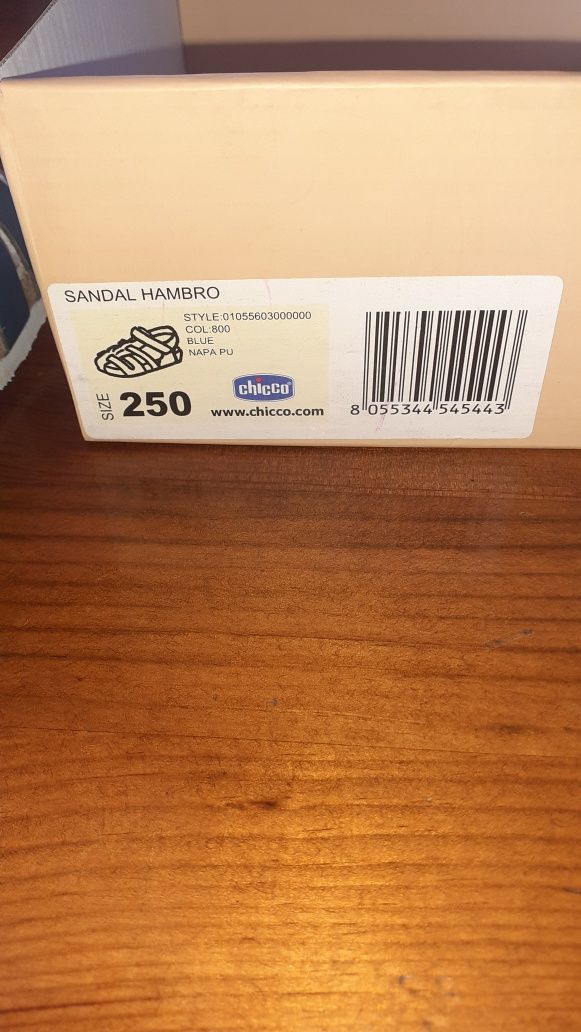 SANDAL HAMBRO
STYLE:01055603000000
COL:800
BLUE
NAPA PU
SIZE 250
chicco
www.chicco.com
8 055344 545443